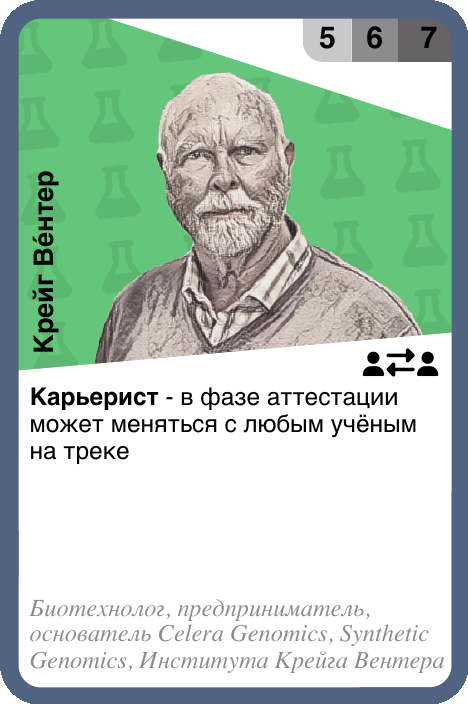 5 6 7
Крейг Ве́нтер
Карьерист - в фазе аттестации
может меняться с любым учёным
на треке
Биотехнолог, предприниматель,
основатель Celera Genomics, Synthetic
Genomics, Института Крейга Вентера